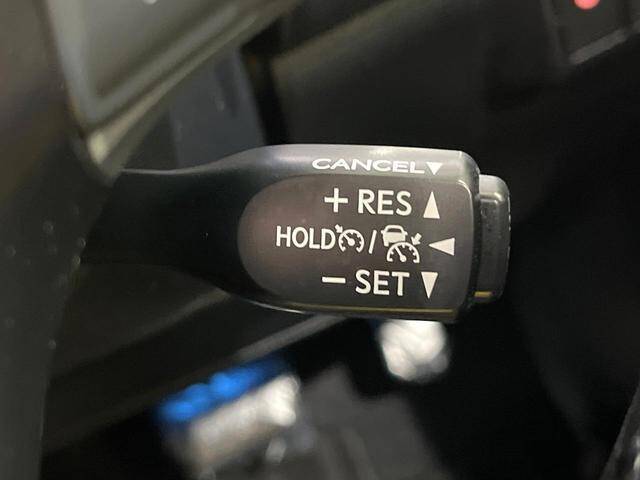 CANCEL▼
+ RES ▲
HOLD / ◀
− SET ▼